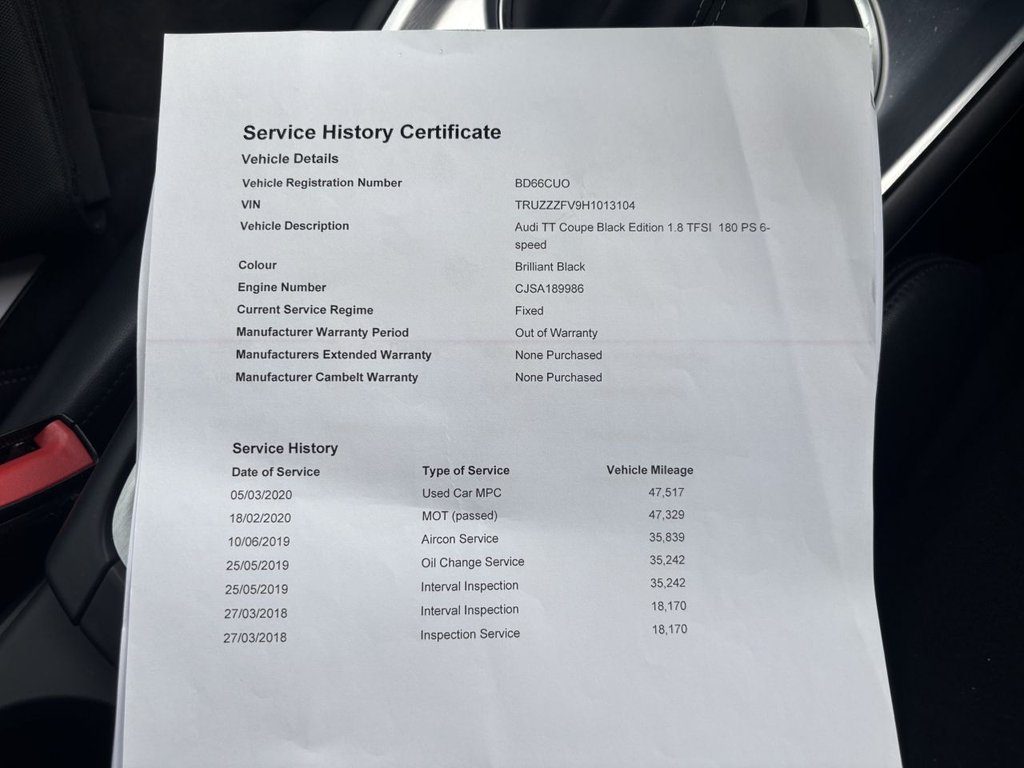 Service History Certificate
Vehicle Details
Vehicle Registration Number BD66CUO
VIN TRUZZZFV9H1013104
Vehicle Description Audi TT Coupe Black Edition 1.8 TFSI 180 PS 6-
speed
Colour Brilliant Black
Engine Number CJSA189986
Current Service Regime Fixed
Manufacturer Warranty Period Out of Warranty
Manufacturers Extended Warranty None Purchased
Manufacturer Cambelt Warranty None Purchased
Service History
Date of Service Type of Service Vehicle Mileage
05/03/2020 Used Car MPC 47,517
18/02/2020 MOT (passed) 47,329
10/06/2019 Aircon Service 35,839
25/05/2019 Oil Change Service 35,242
25/05/2019 Interval Inspection 35,242
27/03/2018 Interval Inspection 18,170
27/03/2018 Inspection Service 18,170